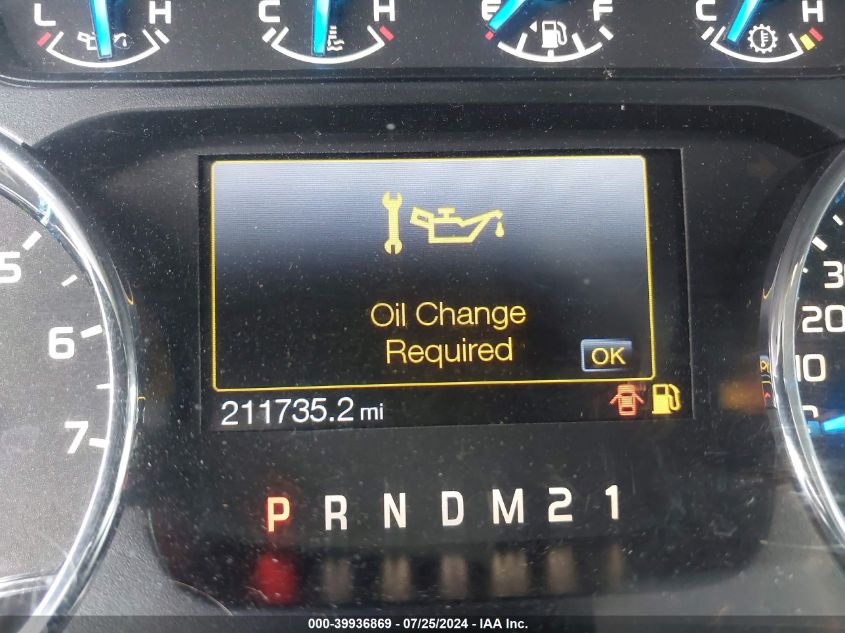 L H C H E F C H
Oil Change
Required
OK
211735.2 mi
5
6
7
30
20
10
P R N D M 2 1
000-39936869 - 07/25/2024 - IAA Inc.